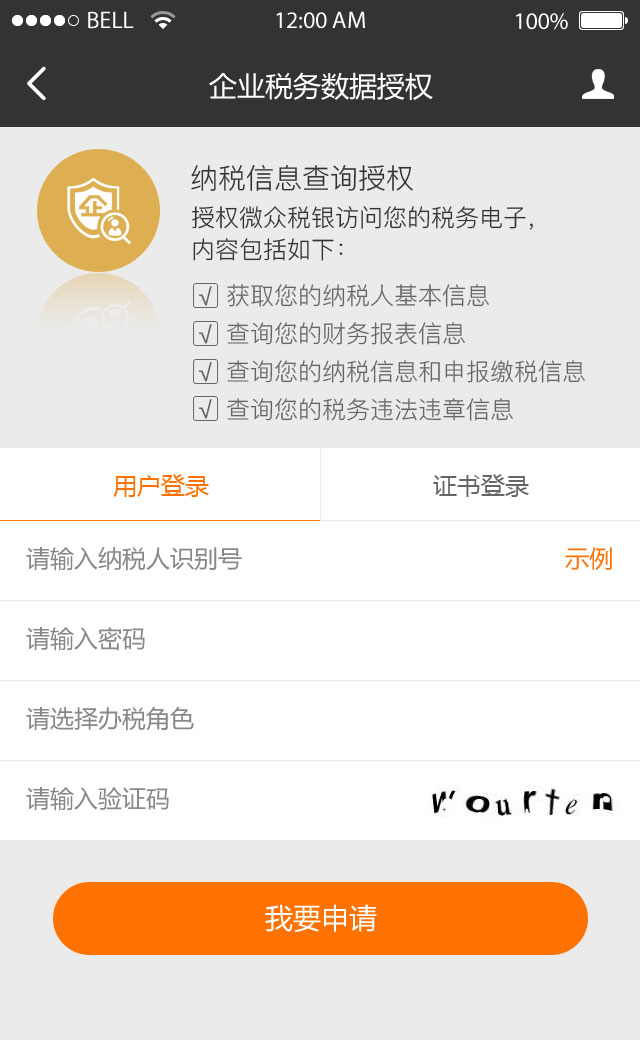 BELL 12:00 AM 100%
企业税务数据授权
企
纳税信息查询授权
授权微众税银访问您的税务电子,
内容包括如下:
√ 获取您的纳税人基本信息
√ 查询您的财务报表信息
√ 查询您的纳税信息和申报缴税信息
√ 查询您的税务违法违章信息
用户登录 证书登录
请输入纳税人识别号 示例
请输入密码
请选择办税角色
请输入验证码
我要申请